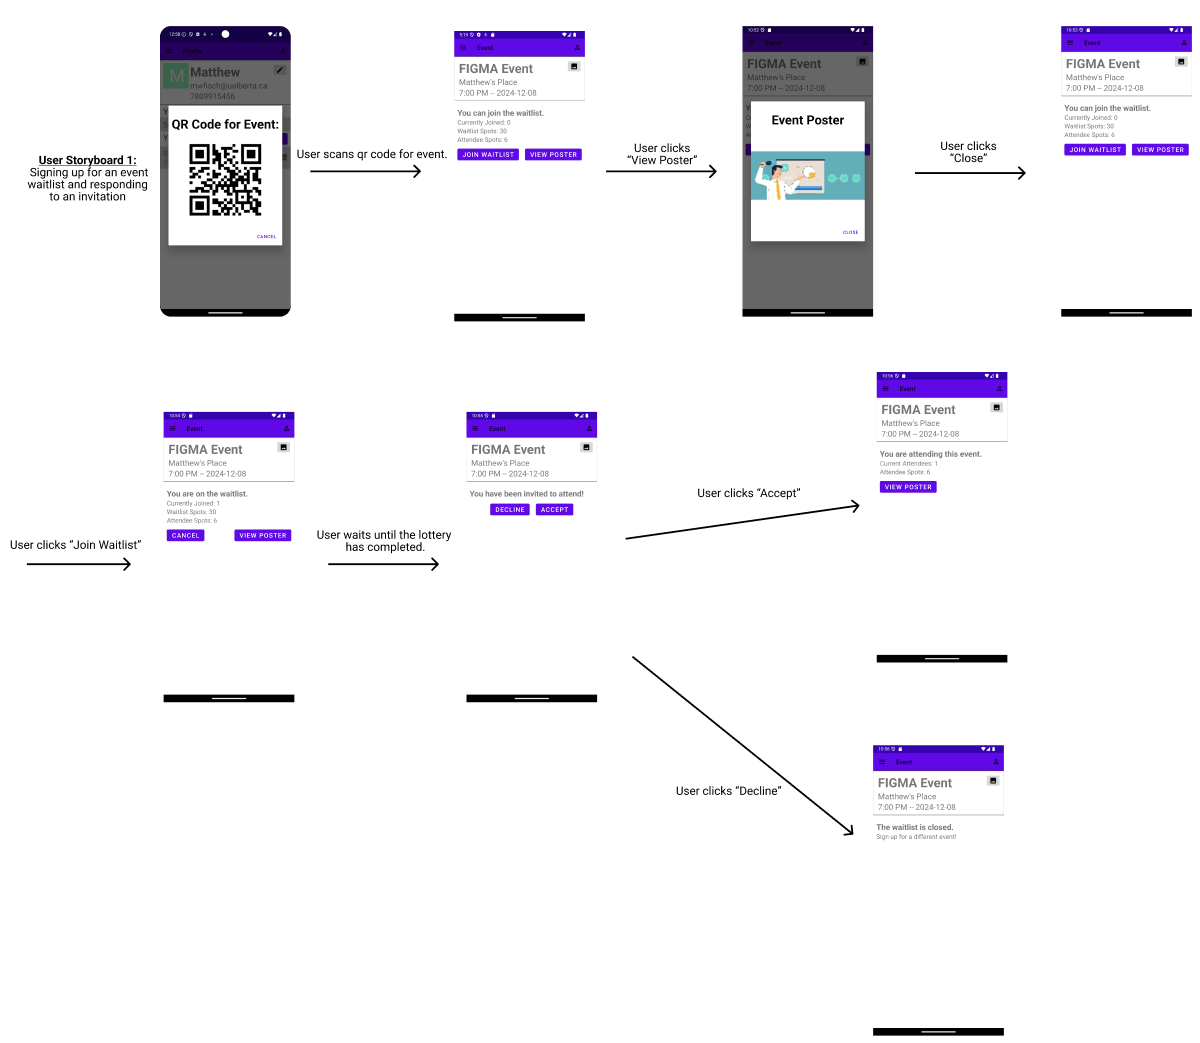 User Storyboard 1:
Signing up for an event
waitlist and responding
to an invitation
12:58
Profile
M
Matthew
mwfisch@ualberta.ca
7809915456
QR Code for Event:
CANCEL
User scans qr code for event.
5:19
Event
FIGMA Event
Matthew's Place
7:00 PM – 2024-12-08
You can join the waitlist.
Currently Joined: 0
Waitlist Spots: 30
Attendee Spots: 6
JOIN WAITLIST
VIEW POSTER
User clicks
“View Poster”
10:52
Event
FIGMA Event
Matthew's Place
7:00 PM – 2024-12-08
Event Poster
CLOSE
User clicks
“Close”
10:53
Event
FIGMA Event
Matthew's Place
7:00 PM – 2024-12-08
You can join the waitlist.
Currently Joined: 0
Waitlist Spots: 30
Attendee Spots: 6
JOIN WAITLIST
VIEW POSTER
User clicks “Join Waitlist”
10:54
Event
FIGMA Event
Matthew's Place
7:00 PM – 2024-12-08
You are on the waitlist.
Currently Joined: 1
Waitlist Spots: 30
Attendee Spots: 6
CANCEL
VIEW POSTER
User waits until the lottery
has completed.
Event
FIGMA Event
Matthew's Place
7:00 PM – 2024-12-08
You have been invited to attend!
DECLINE
ACCEPT
User clicks “Accept”
10:56
Event
FIGMA Event
Matthew's Place
7:00 PM – 2024-12-08
You are attending this event.
Current Attendees: 1
Attendee Spots: 6
VIEW POSTER
User clicks “Decline”
10:58
Event
FIGMA Event
Matthew's Place
7:00 PM – 2024-12-08
The waitlist is closed.
Sign up for a different event!